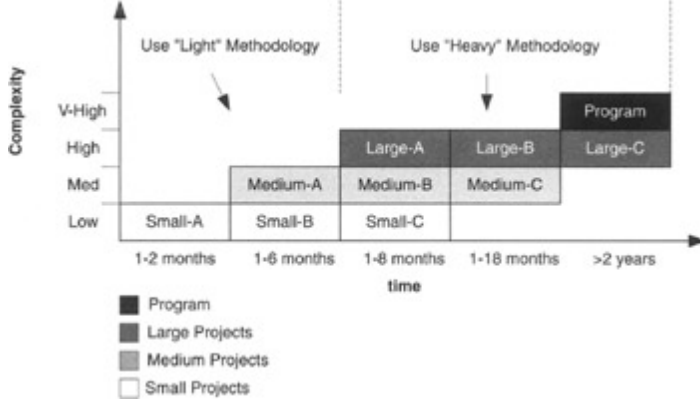 Use "Light" Methodology
Use "Heavy" Methodology
Complexity
V-High
Program
High
Large-A
Large-B
Large-C
Med
Medium-A
Medium-B
Medium-C
Low
Small-A
Small-B
Small-C
1-2 months
1-6 months
1-8 months
1-18 months
>2 years
time
Program
Large Projects
Medium Projects
Small Projects